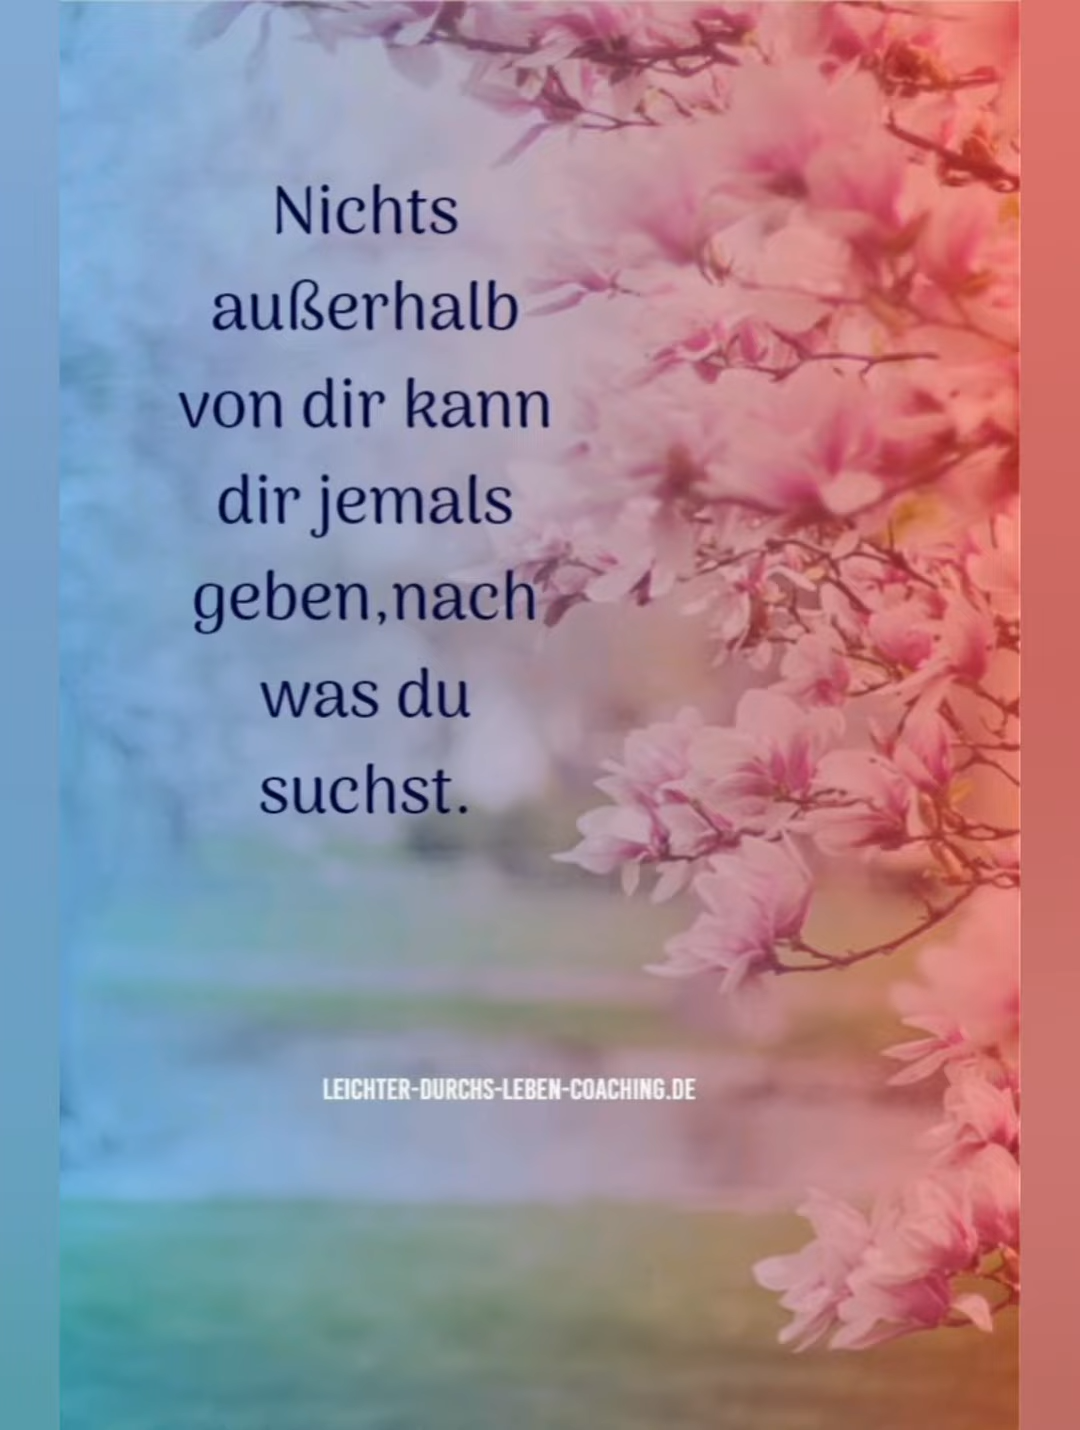 Nichts
außerhalb
von dir kann
dir jemals
geben,nach
was du
suchst.
LEICHTER-DURCHS-LEBEN-COACHING.DE